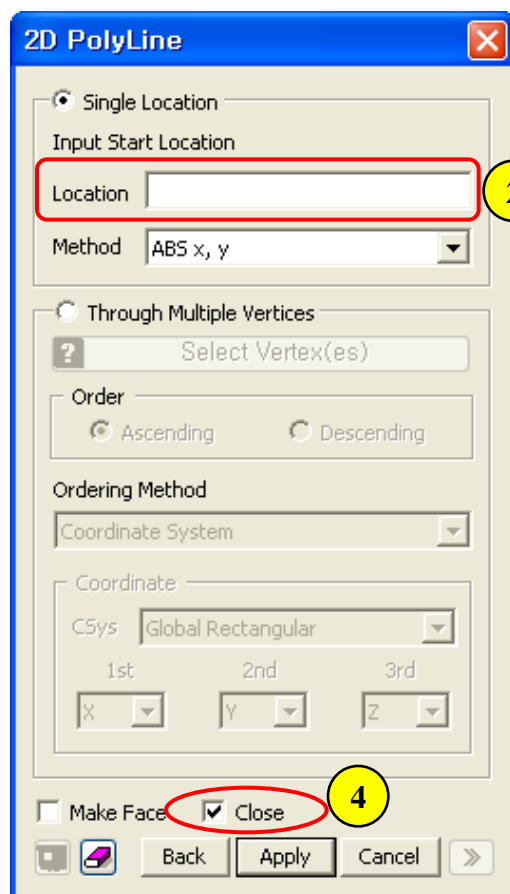 2D PolyLine
Single Location
Input Start Location
Location
2
Method ABS x, y
Through Multiple Vertices
? Select Vertex(es)
Order
Ascending Descending
Ordering Method
Coordinate System
Coordinate
CSys Global Rectangular
1st 2nd 3rd
X Y Z
4
Make Face Close
Back Apply Cancel »